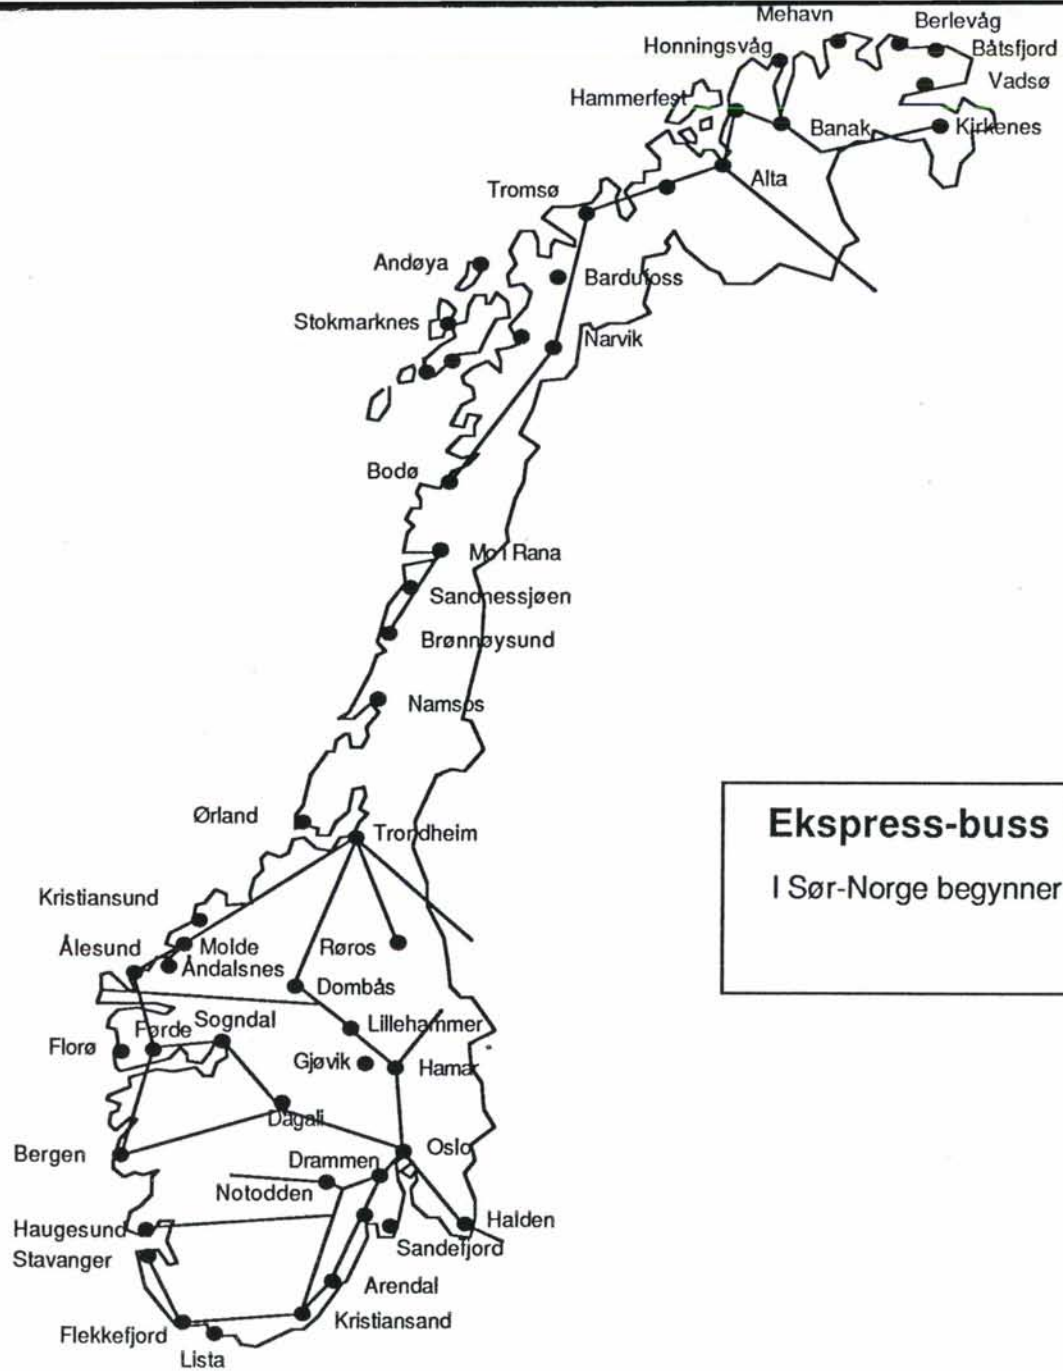 Mehavn
Berlevåg
Honningsvåg
Båtsfjord
Vadsø
Hammerfest
Banak
Kirkenes
Alta
Tromsø
Andøya
Bardufoss
Stokmarknes
Narvik
Bodø
Mo i Rana
Sandnessjøen
Brønnøysund
Namsos
Ørland
Trondheim
Ekspress-buss
I Sør-Norge begynner
Kristiansund
Ålesund
Molde
Røros
Åndalsnes
Dombås
Førde
Sogndal
Lillehammer
Florø
Gjøvik
Hamar
Dagali
Bergen
Drammen
Oslo
Notodden
Haugesund
Halden
Stavanger
Sandefjord
Arendal
Flekkefjord
Kristiansand
Lista